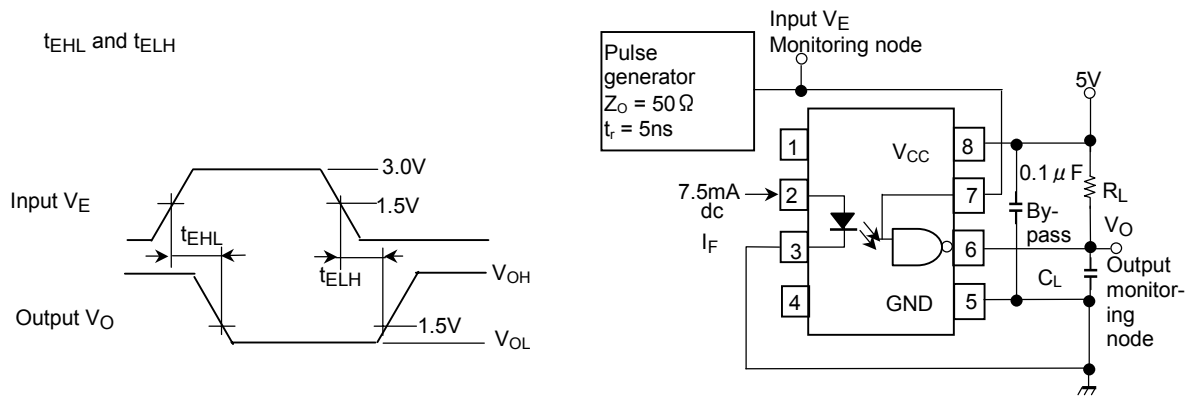 tEHL and tELH
Input VE
3.0V
1.5V
tEHL
tELH
Output VO
VOH
1.5V
VOL
Input VE
Monitoring node
Pulse
generator
ZO = 50 Ω
tr = 5ns
5V
1
2
3
4
VCC
GND
8
7
6
5
7.5mA
dc
IF
0.1 μ F
By-
pass
RL
VO
CL
Output
monitor-
ing
node